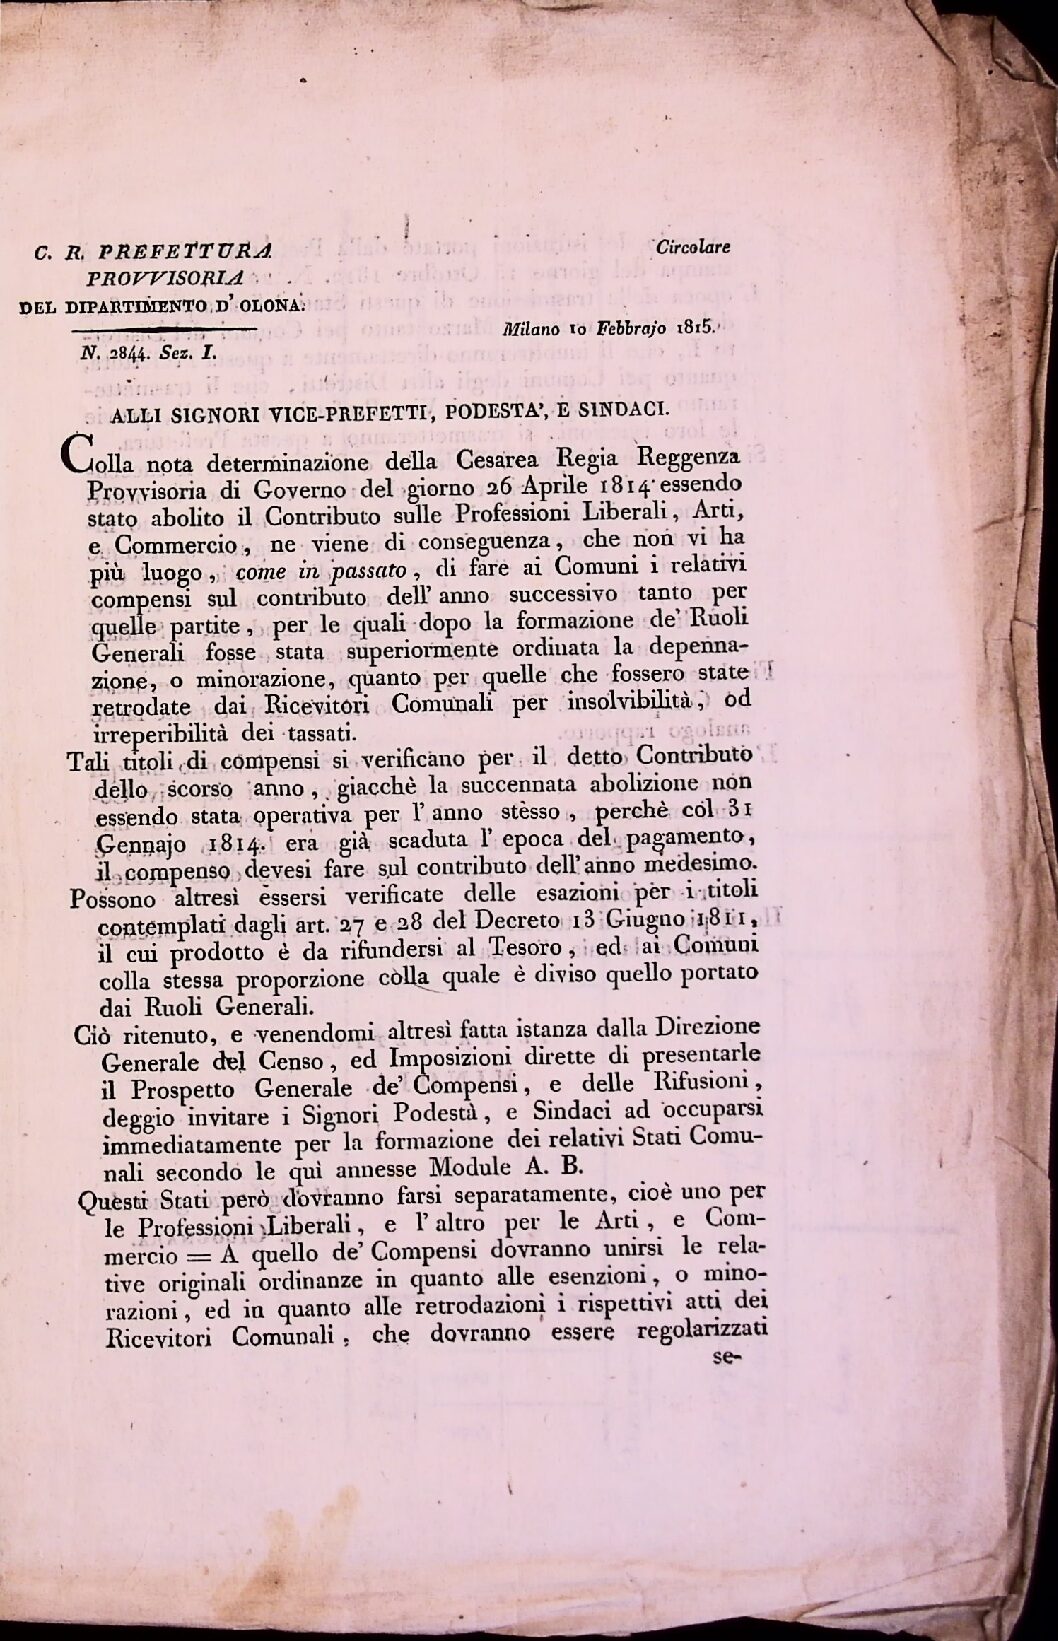 C. R. PREFETTURA
PROVVISORIA
DEL DIPARTIMENTO D'OLONA.
N. 2844. Sez. I.
Circolare
Milano 10 Febbrajo 1815.
ALLI SIGNORI VICE-PREFETTI, PODESTA', E SINDACI.
Colla nota determinazione della Cesarea Regia Reggenza
Provvisoria di Governo del giorno 26 Aprile 1814 essendo
stato abolito il Contributo sulle Professioni Liberali, Arti,
e Commercio, ne viene di conseguenza, che non vi ha
più luogo, come in passato, di fare ai Comuni i relativi
compensi sul contributo dell' anno successivo tanto per
quelle partite, per le quali dopo la formazione de' Ruoli
Generali fosse stata superiormente ordinata la depenna-
zione, o minorazione, quanto per quelle che fossero state
retrodate dai Ricevitori Comunali per insolvibilità, od
irreperibilità dei tassati.
Tali titoli di compensi si verificano per il detto Contributo
dello scorso anno, giacchè la succennata abolizione non
essendo stata operativa per l' anno stesso, perchè col 31
Gennajo 1814. era già scaduta l' epoca del pagamento,
il compenso devesi fare sul contributo dell' anno medesimo.
Possono altresì essersi verificate delle esazioni per i titoli
contemplati dagli art. 27 e 28 del Decreto 13 Giugno 1811,
il cui prodotto è da rifundersi al Tesoro, ed ai Comuni
colla stessa proporzione colla quale è diviso quello portato
dai Ruoli Generali.
Ciò ritenuto, e venendomi altresì fatta istanza dalla Direzione
Generale del Censo, ed Imposizioni dirette di presentarle
il Prospetto Generale de' Compensi, e delle Rifusioni,
deggio invitare i Signori Podestà, e Sindaci ad occuparsi
immediatamente per la formazione dei relativi Stati Comu-
nali secondo le quì annesse Module A. B.
Questi Stati però dovranno farsi separatamente, cioè uno per
le Professioni Liberali, e l' altro per le Arti, e Com-
mercio = A quello de' Compensi dovranno unirsi le rela-
tive originali ordinanze in quanto alle esenzioni, o mino-
razioni, ed in quanto alle retrodazioni i rispettivi atti dei
Ricevitori Comunali, che dovranno essere regolarizzati
se-